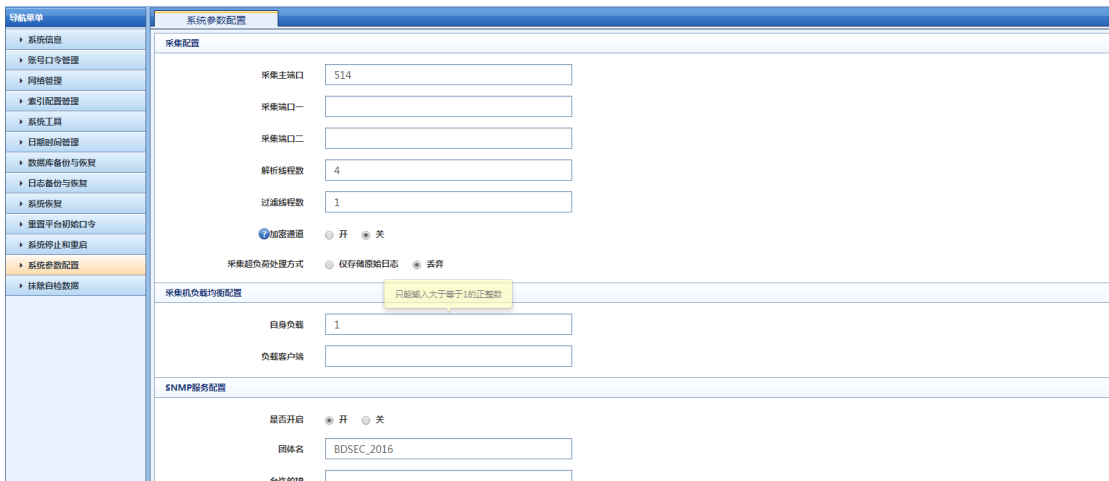 导航菜单
系统信息
账号口令管理
网络管理
索引配置管理
系统工具
日期时间管理
数据库备份与恢复
日志备份与恢复
系统恢复
重置平台初始口令
系统停止和重启
系统参数配置
抹除自检数据
系统参数配置
采集配置
采集主端口 514
采集端口一
采集端口二
解析线程数 4
过滤线程数 1
加密通道 开 关
采集超负荷处理方式 仅存储原始日志 丢弃
采集机负载均衡配置
只能输入大于等于1的正整数
自身负载 1
负载客户端
SNMP服务配置
是否开启 开 关
团体名 BDSEC_2016
允许的IP